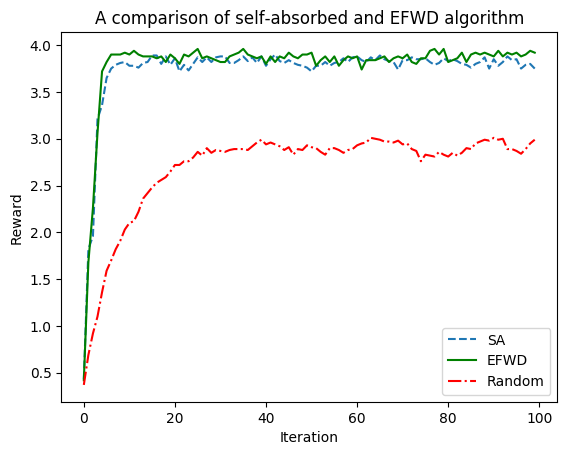 A comparison of self-absorbed and EFWD algorithm
4.0
3.5
3.0
2.5
2.0
1.5
1.0
0.5
Reward
SA
EFWD
Random
0 20 40 60 80 100
Iteration